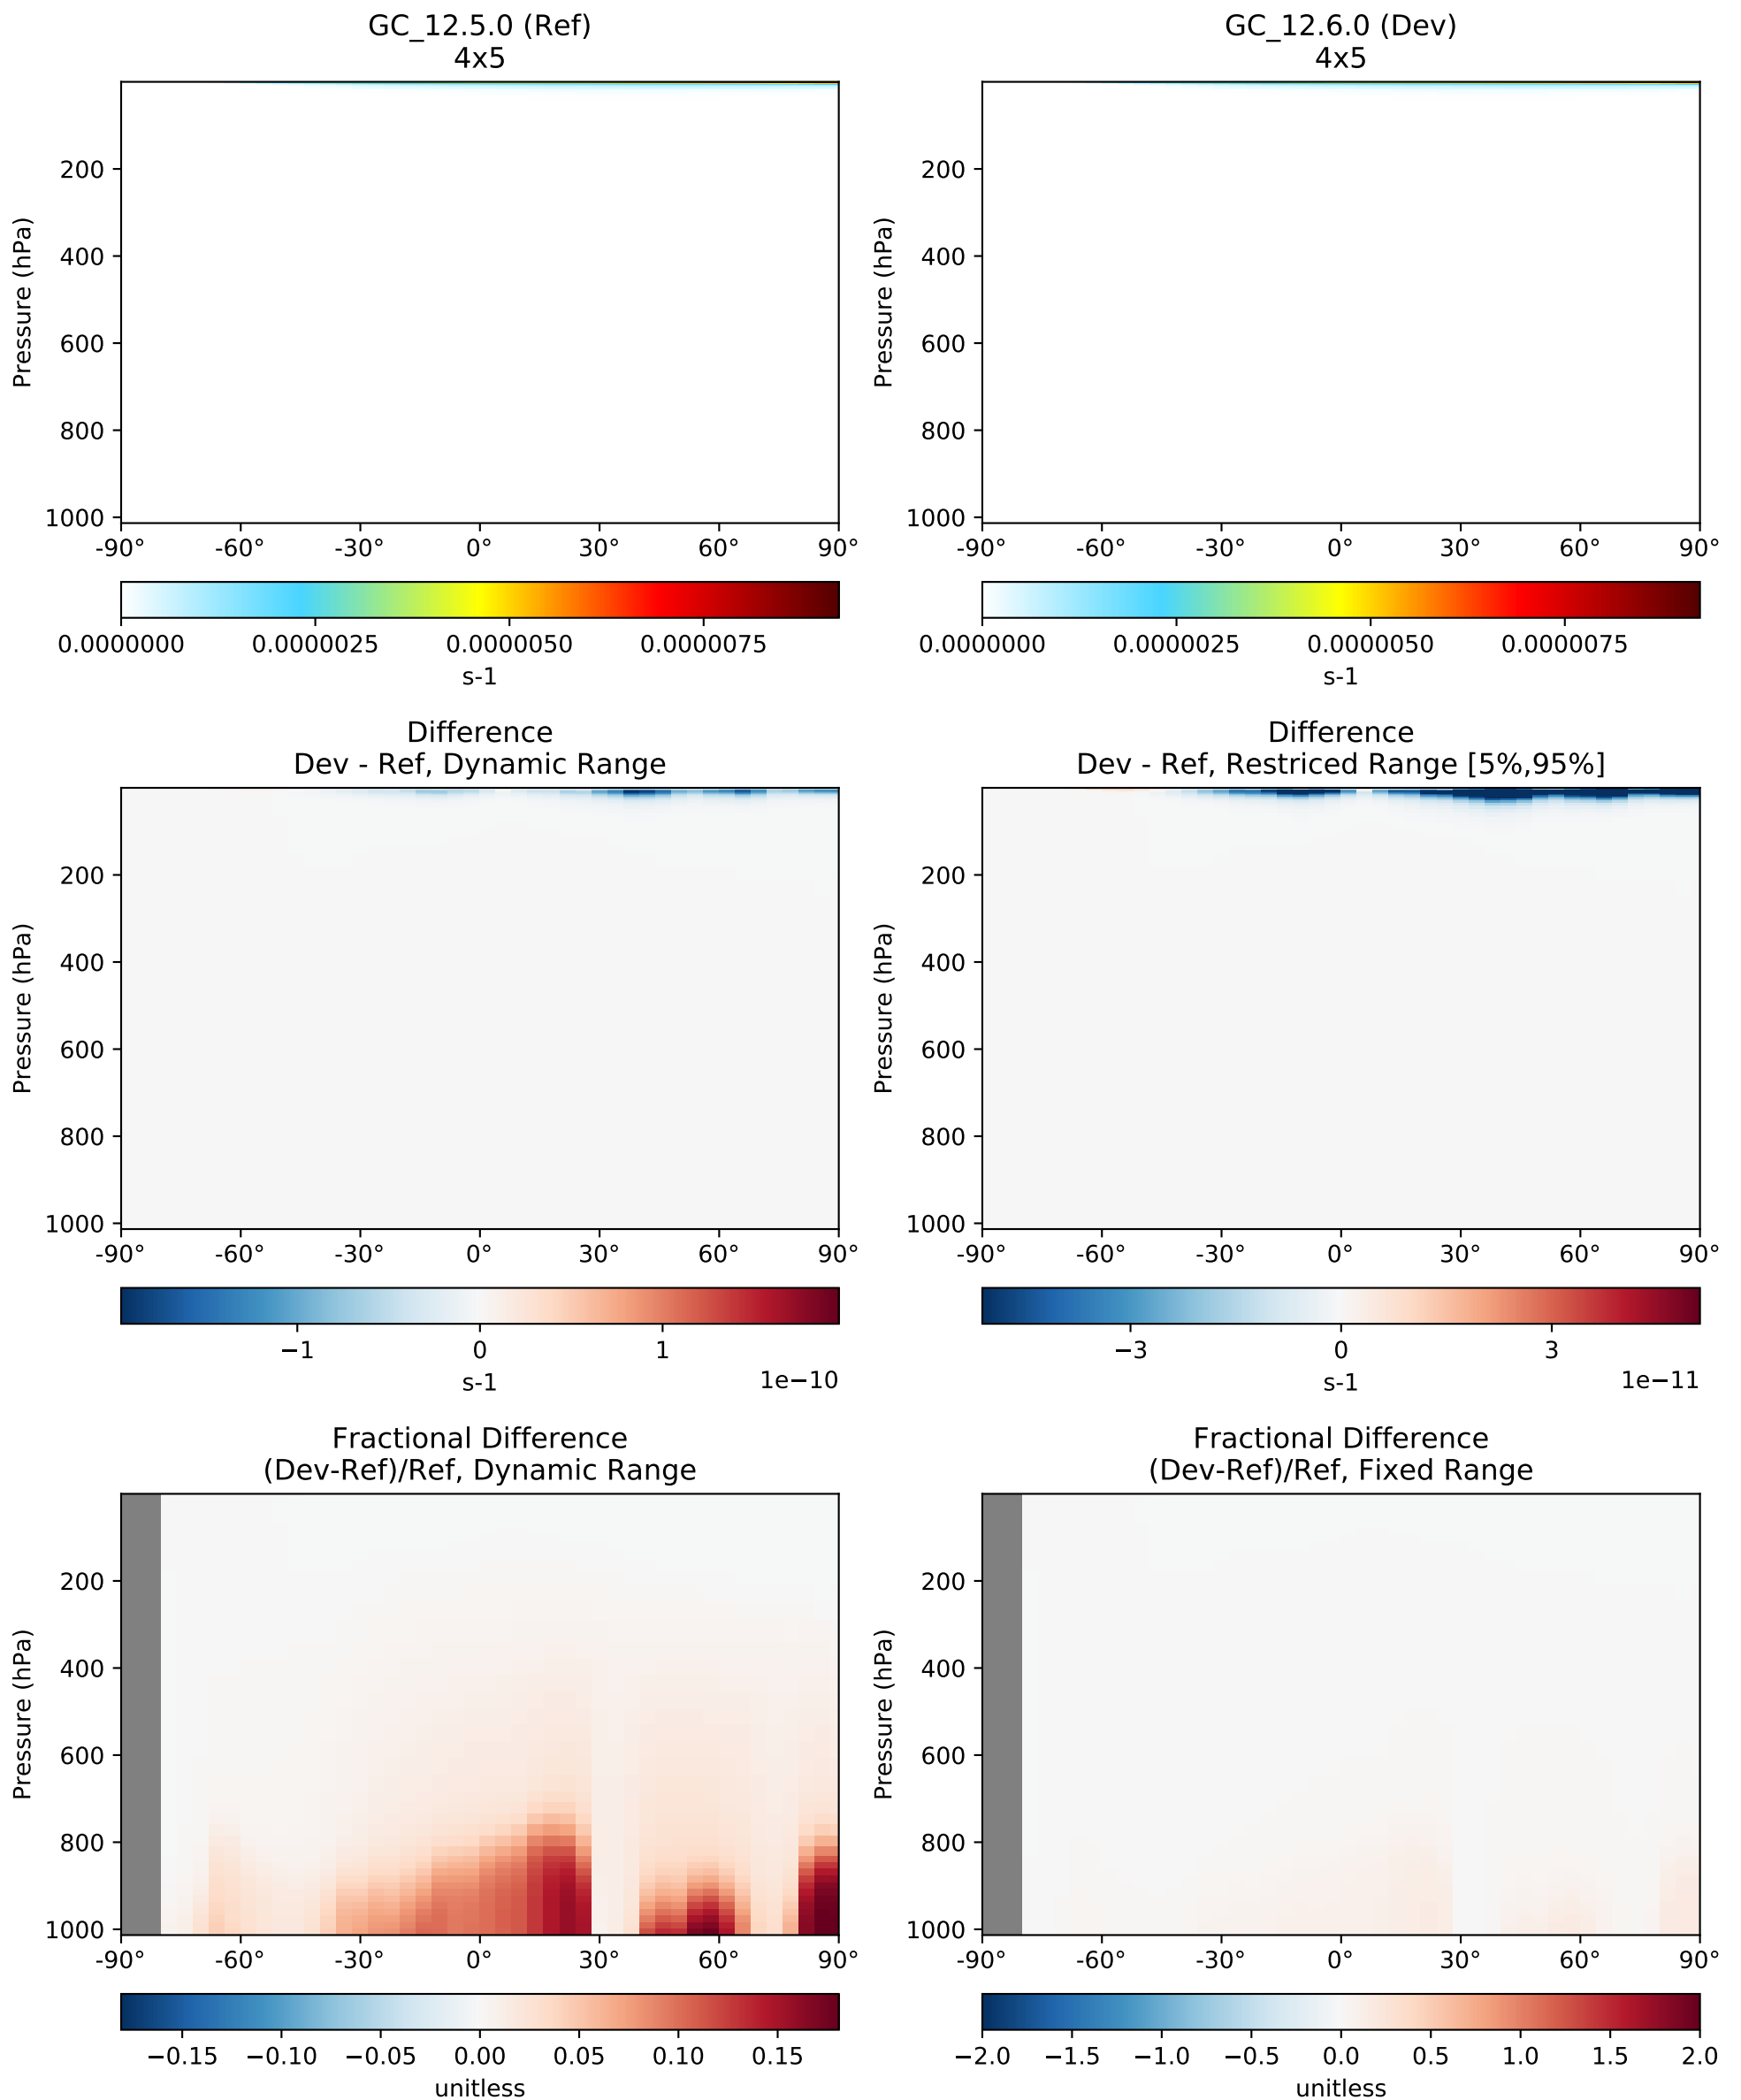 GC_12.5.0 (Ref)
4x5
Pressure (hPa)
200
400
600
800
1000
-90° -60° -30° 0° 30° 60° 90°
0.0000000 0.0000025 0.0000050 0.0000075
s-1
GC_12.6.0 (Dev)
4x5
Pressure (hPa)
200
400
600
800
1000
-90° -60° -30° 0° 30° 60° 90°
0.0000000 0.0000025 0.0000050 0.0000075
s-1
Difference
Dev - Ref, Dynamic Range
Pressure (hPa)
200
400
600
800
1000
-90° -60° -30° 0° 30° 60° 90°
−1 0 1
s-1
1e−10
Difference
Dev - Ref, Restriced Range [5%,95%]
Pressure (hPa)
200
400
600
800
1000
-90° -60° -30° 0° 30° 60° 90°
−3 0 3
s-1
1e−11
Fractional Difference
(Dev-Ref)/Ref, Dynamic Range
Pressure (hPa)
200
400
600
800
1000
-90° -60° -30° 0° 30° 60° 90°
−0.15 −0.10 −0.05 0.00 0.05 0.10 0.15
unitless
Fractional Difference
(Dev-Ref)/Ref, Fixed Range
Pressure (hPa)
200
400
600
800
1000
-90° -60° -30° 0° 30° 60° 90°
−2.0 −1.5 −1.0 −0.5 0.0 0.5 1.0 1.5 2.0
unitless